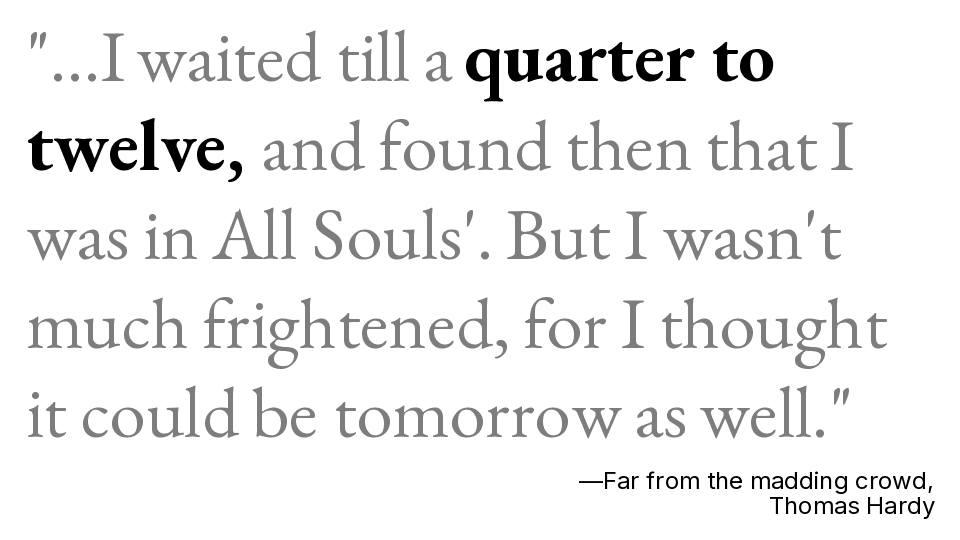 "...I waited till a quarter to
twelve, and found then that I
was in All Souls'. But I wasn't
much frightened, for I thought
it could be tomorrow as well."
—Far from the madding crowd,
Thomas Hardy